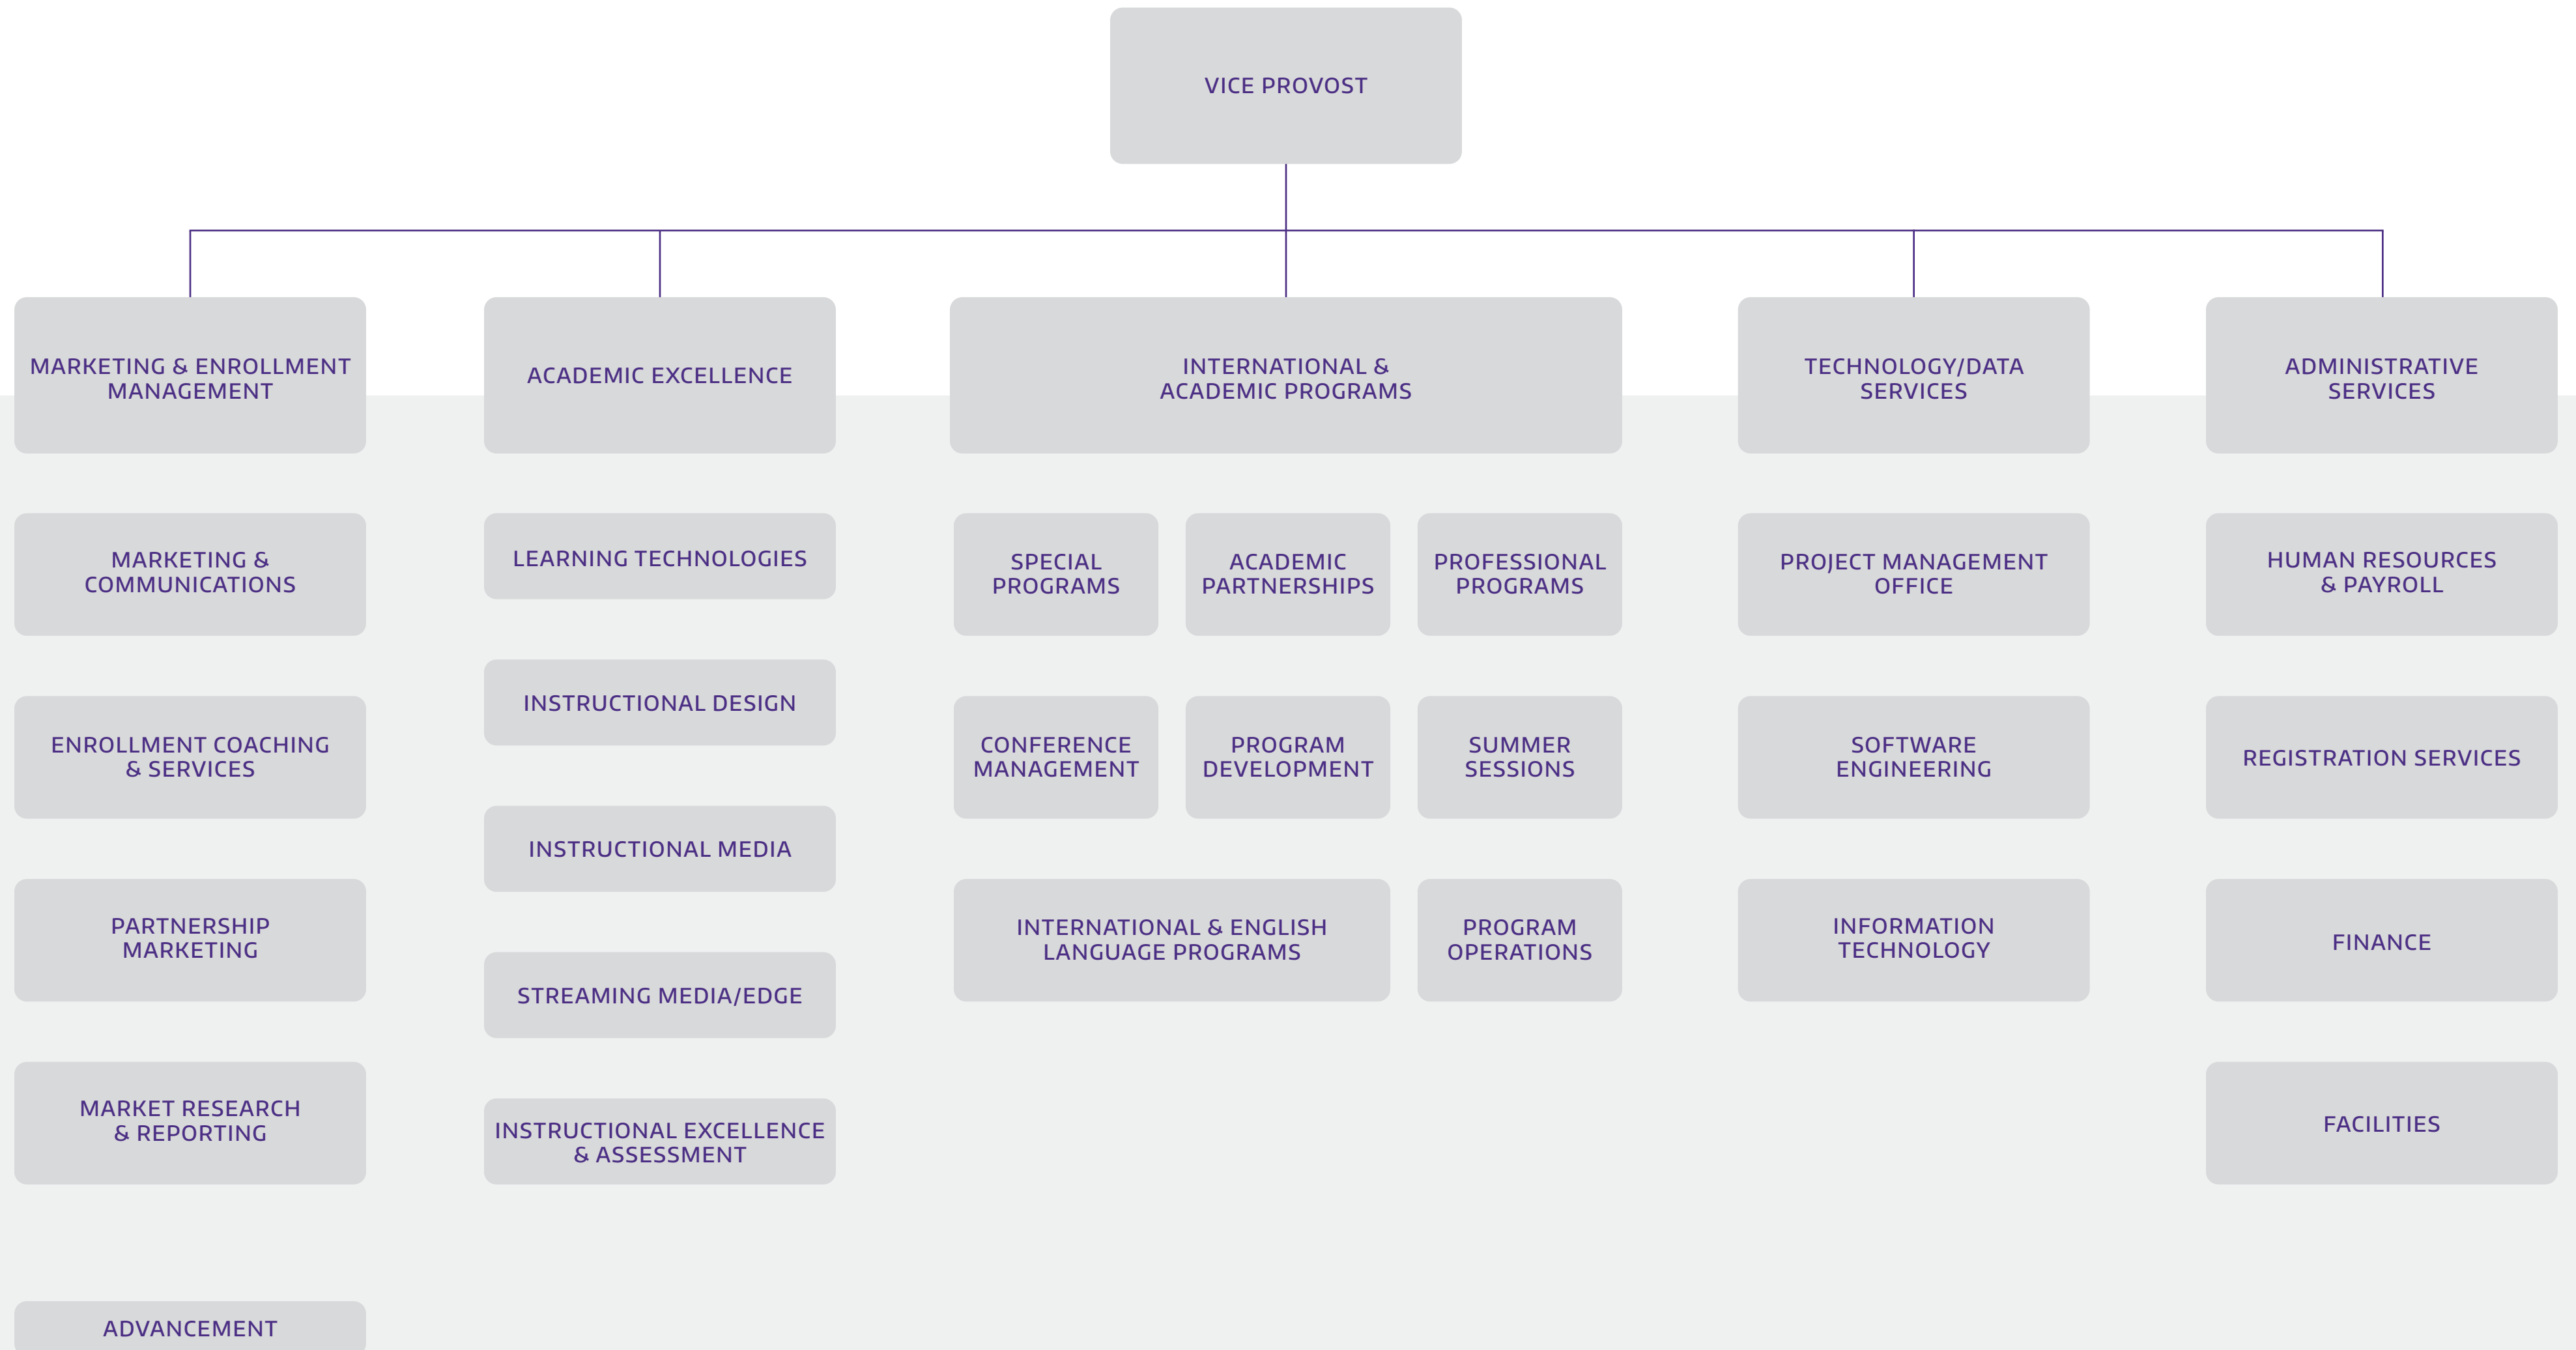 VICE PROVOST
MARKETING & ENROLLMENT
MANAGEMENT
ACADEMIC EXCELLENCE
INTERNATIONAL &
ACADEMIC PROGRAMS
TECHNOLOGY/DATA
SERVICES
ADMINISTRATIVE
SERVICES
MARKETING &
COMMUNICATIONS
ENROLLMENT COACHING
& SERVICES
PARTNERSHIP
MARKETING
MARKET RESEARCH
& REPORTING
ADVANCEMENT
LEARNING TECHNOLOGIES
INSTRUCTIONAL DESIGN
INSTRUCTIONAL MEDIA
STREAMING MEDIA/EDGE
INSTRUCTIONAL EXCELLENCE
& ASSESSMENT
SPECIAL
PROGRAMS
ACADEMIC
PARTNERSHIPS
PROFESSIONAL
PROGRAMS
CONFERENCE
MANAGEMENT
PROGRAM
DEVELOPMENT
SUMMER
SESSIONS
INTERNATIONAL & ENGLISH
LANGUAGE PROGRAMS
PROGRAM
OPERATIONS
PROJECT MANAGEMENT
OFFICE
SOFTWARE
ENGINEERING
INFORMATION
TECHNOLOGY
HUMAN RESOURCES
& PAYROLL
REGISTRATION SERVICES
FINANCE
FACILITIES